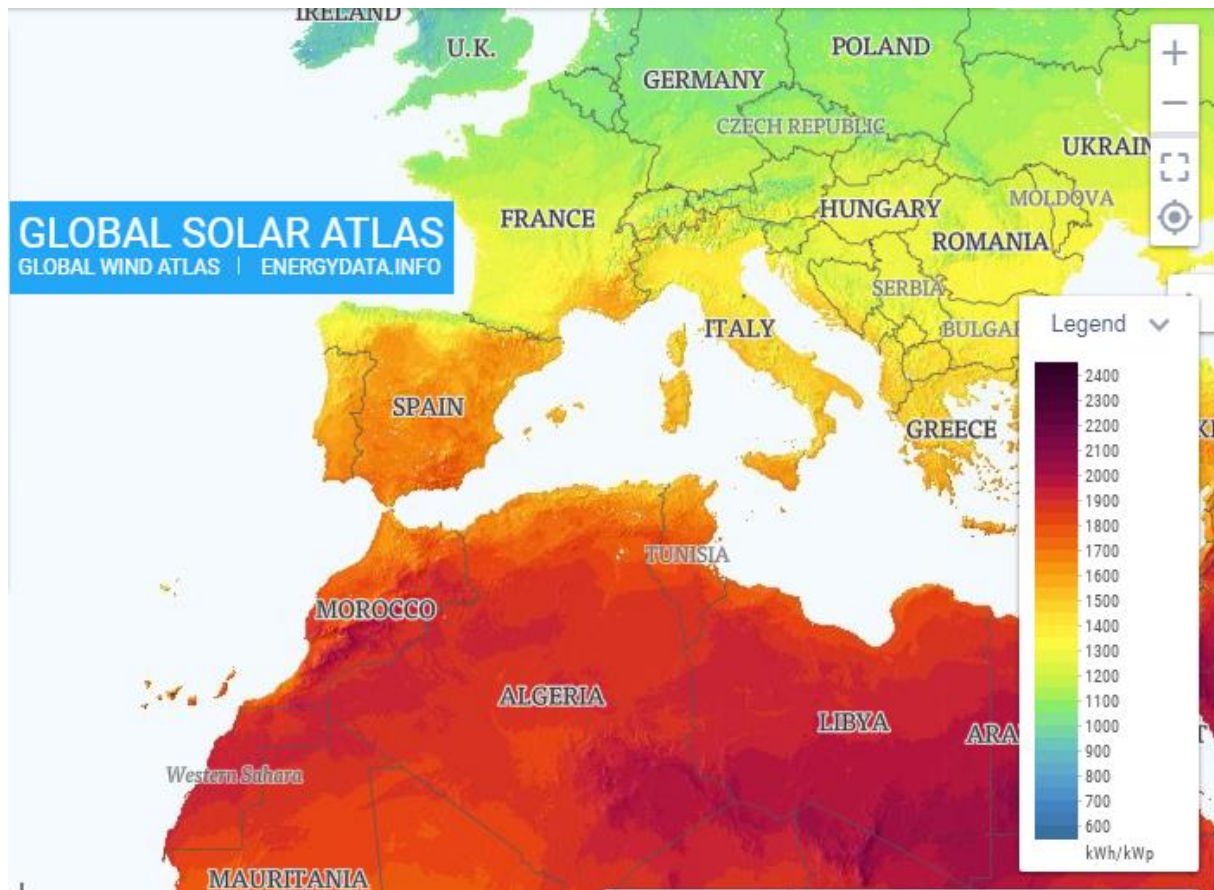 IRELAND
U.K.
POLAND
GERMANY
CZECH REPUBLIC
UKRAIN
FRANCE
HUNGARY
MOLDOVA
ROMANIA
GLOBAL SOLAR ATLAS
GLOBAL WIND ATLAS | ENERGYDATA.INFO
SERBIA
ITALY
BULGA
Legend
SPAIN
GREECE
TUNISIA
MOROCCO
ALGERIA
LIBYA
ARA
T
Western Sahara
MAURITANIA
2400
2300
2200
2100
2000
1900
1800
1700
1600
1500
1400
1300
1200
1100
1000
900
800
700
600
kWh/kWp